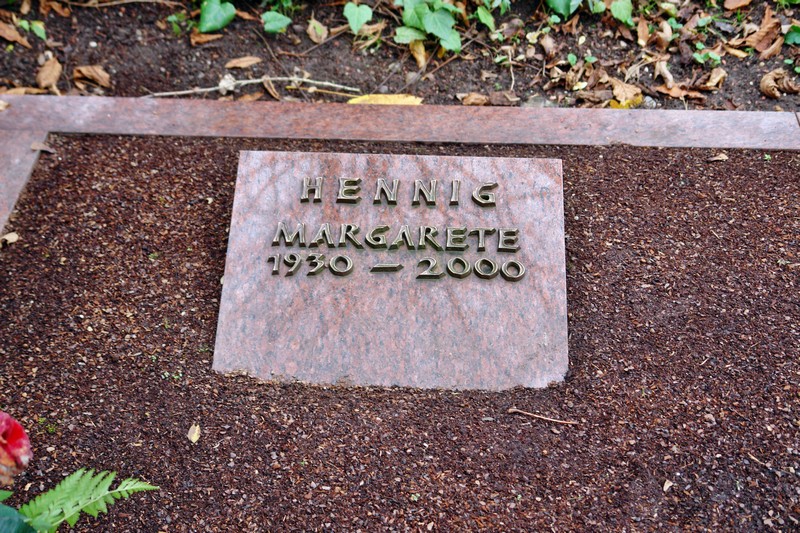 HENNIG
MARGARETE
1930 – 2000